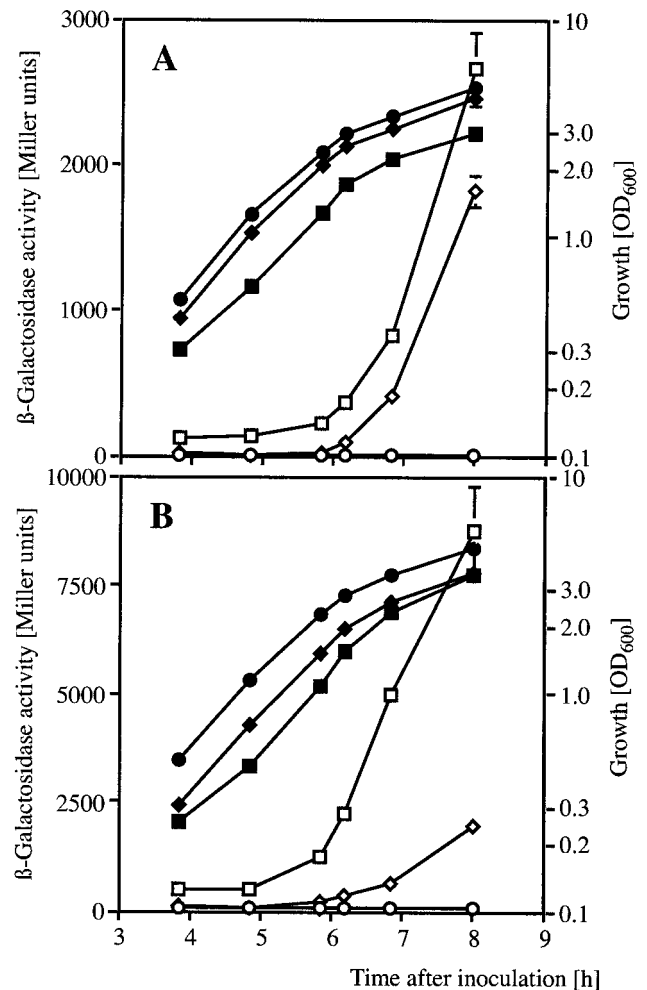 A
ß-Galactosidase activity [Miller units]
3000
2000
1000
0
10
3.0
2.0
1.0
0.3
0.2
0.1
Growth [OD600]
B
ß-Galactosidase activity [Miller units]
10000
7500
5000
2500
0
10
3.0
2.0
1.0
0.3
0.2
0.1
Growth [OD600]
3 4 5 6 7 8 9
Time after inoculation [h]